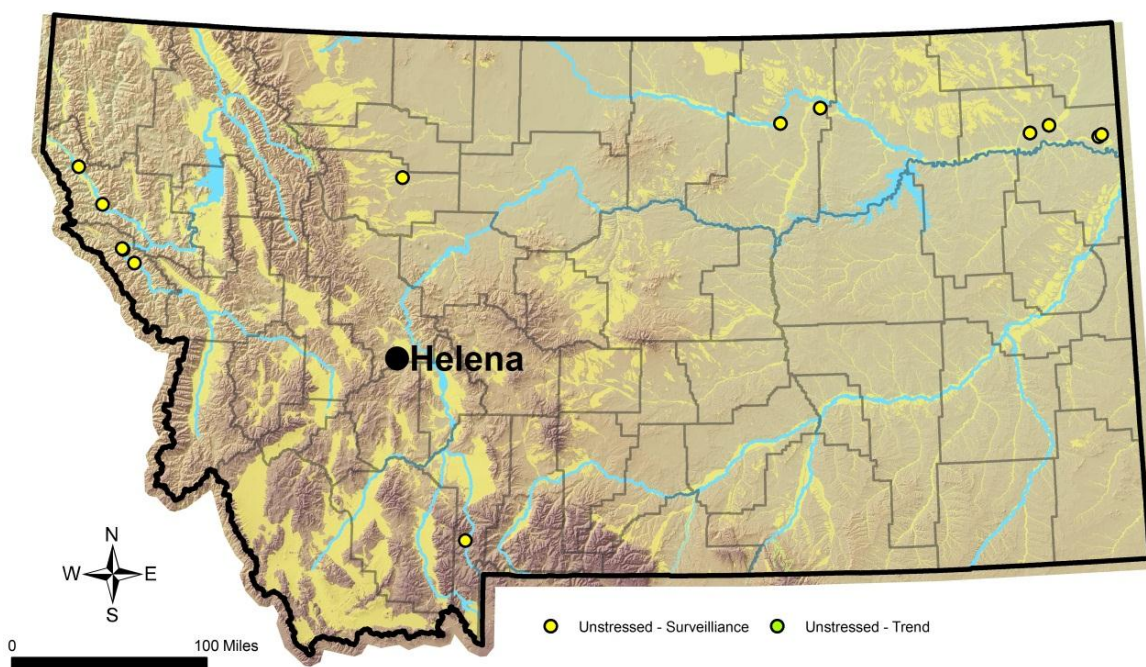 Helena
N
W E
S
0 100 Miles
Unstressed - Surveilliance Unstressed - Trend